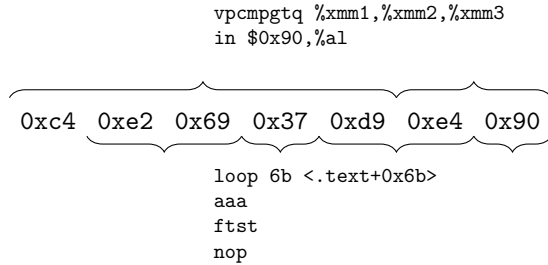 vpcmpgtq %xmm1,%xmm2,%xmm3
in $0x90,%al
0xc4 0xe2 0x69 0x37 0xd9 0xe4 0x90
loop 6b <.text+0x6b>
aaa
ftst
nop